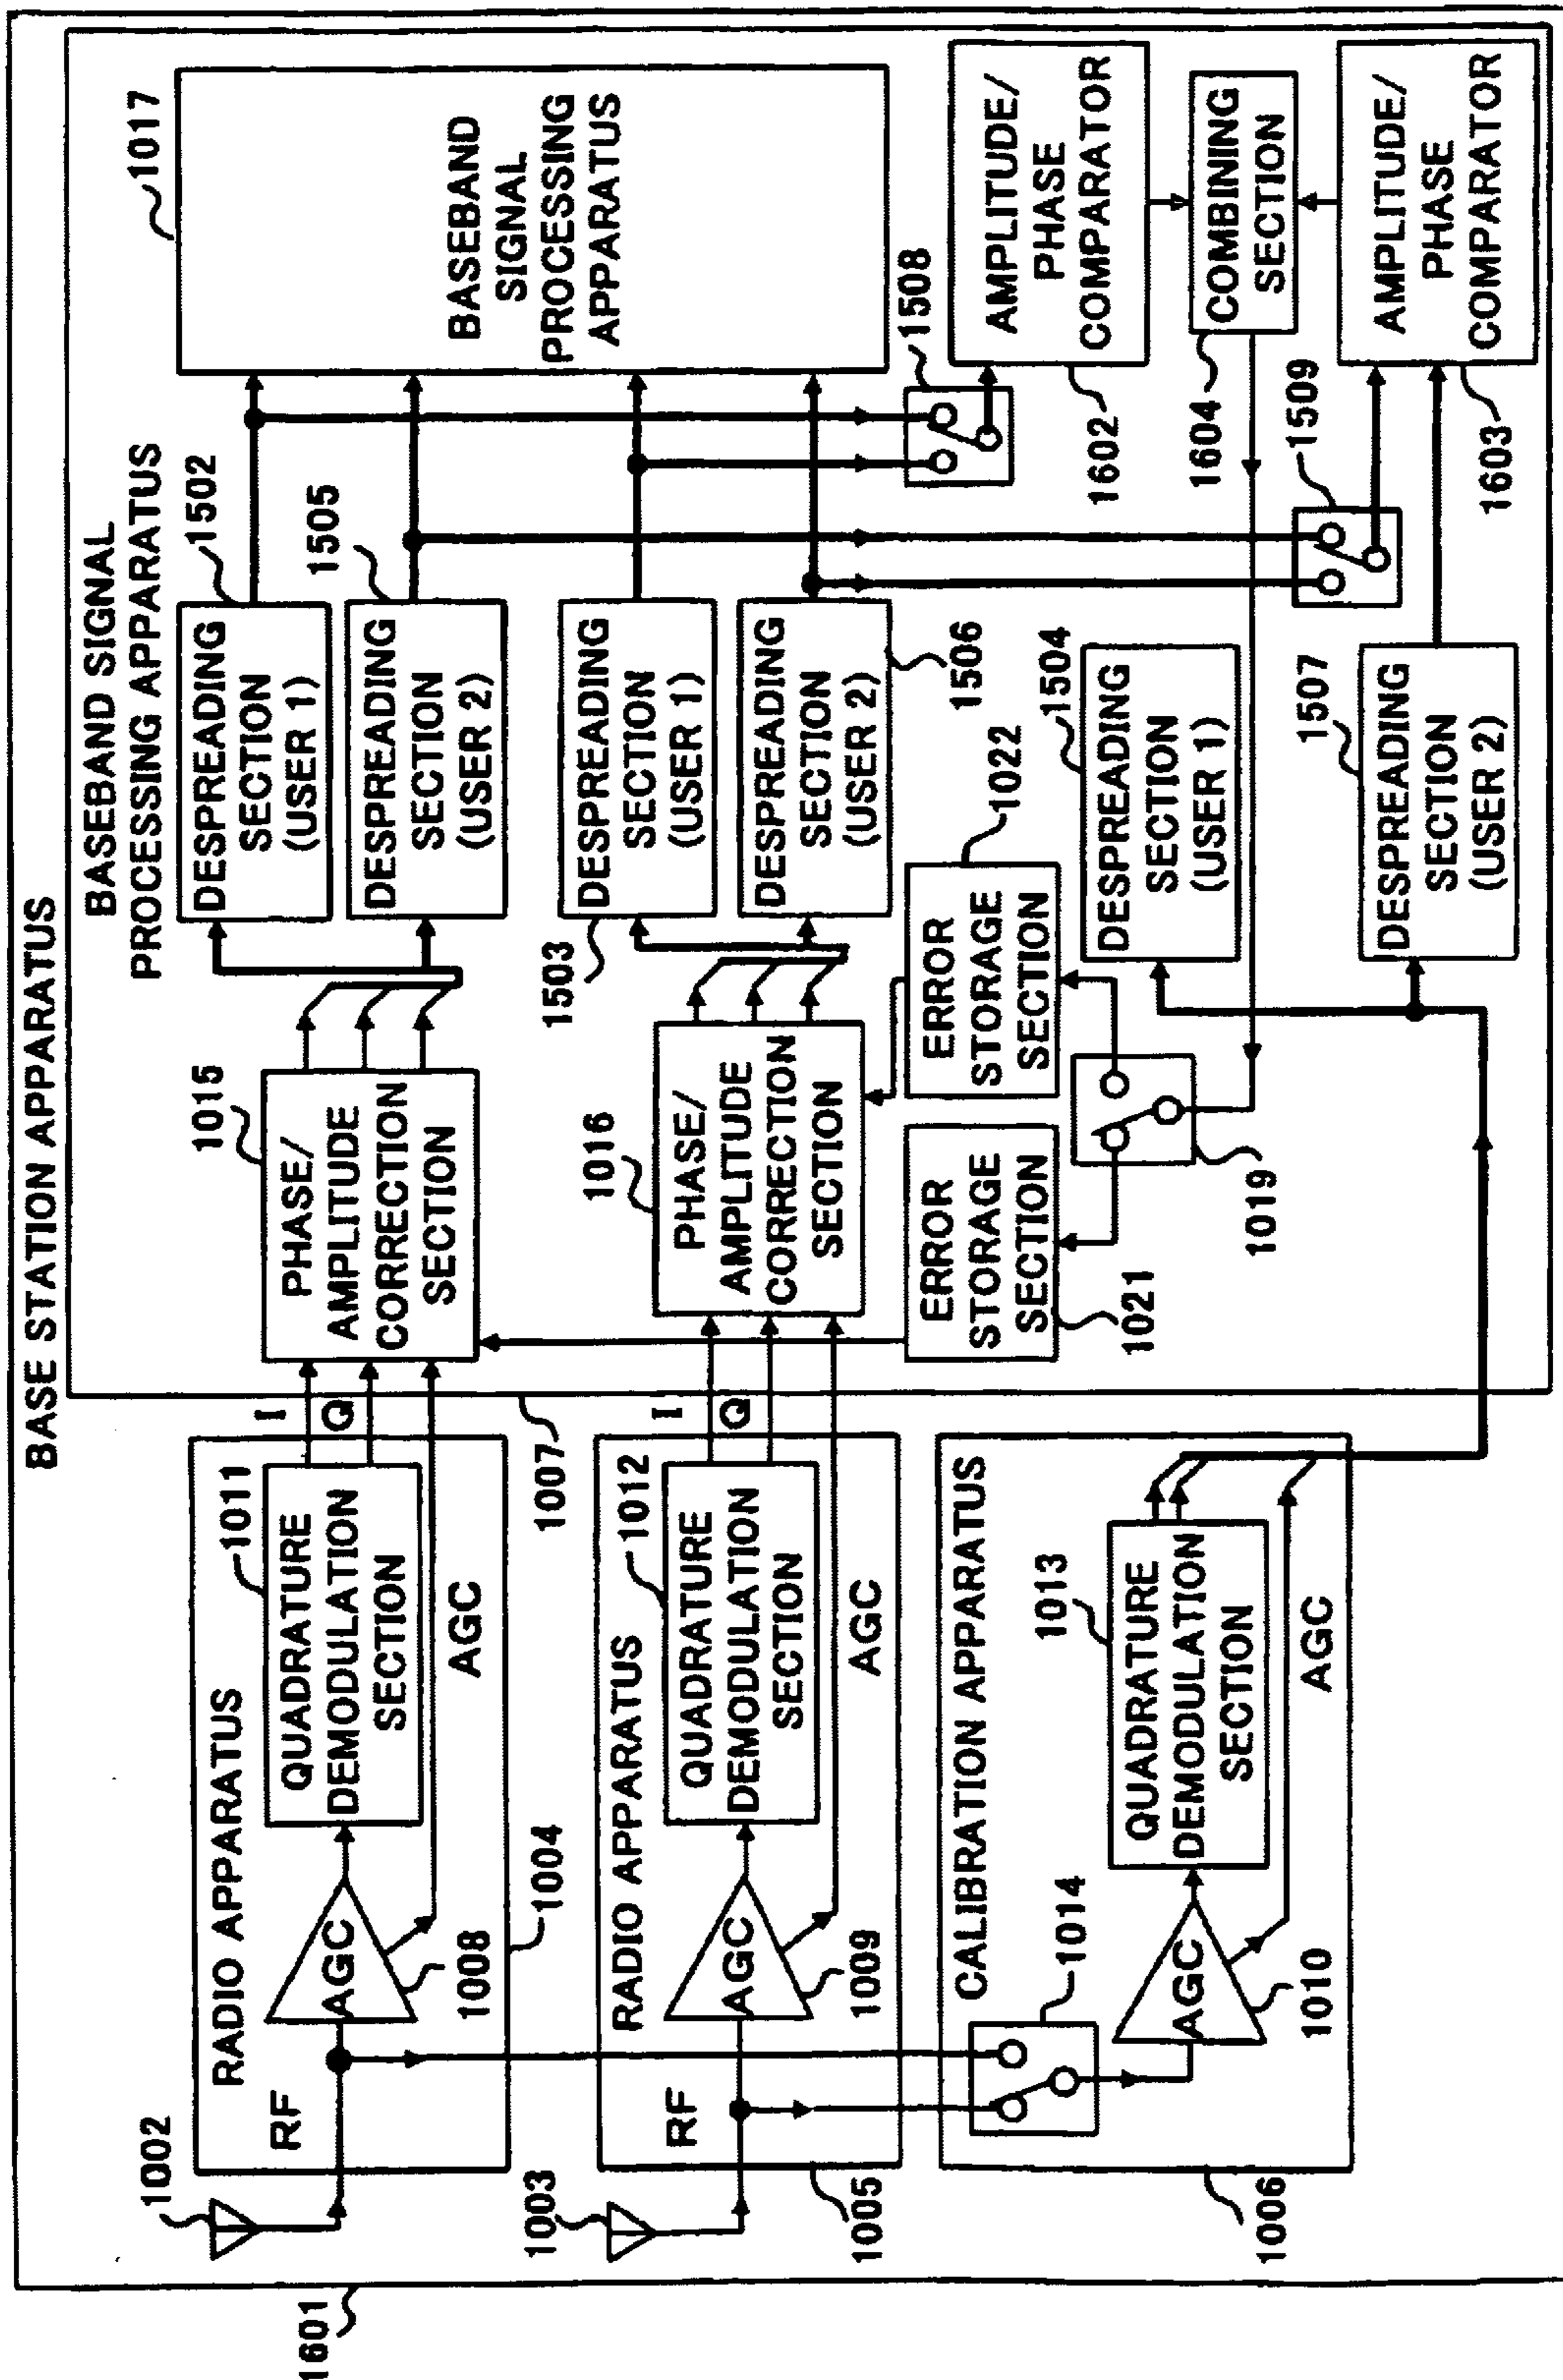 BASE STATION APPARATUS
1601
1002
1003
RADIO APPARATUS
RF
AGC
1008
1004
1011
QUADRATURE
DEMODULATION
SECTION
AGC
I
Q
RADIO APPARATUS
RF
AGC
1009
1005
1012
QUADRATURE
DEMODULATION
SECTION
AGC
I
Q
CALIBRATION APPARATUS
1014
AGC
1010
1006
1013
QUADRATURE
DEMODULATION
SECTION
AGC
1007
BASEBAND SIGNAL
PROCESSING APPARATUS
1015
PHASE/
AMPLITUDE
CORRECTION
SECTION
1016
PHASE/
AMPLITUDE
CORRECTION
SECTION
ERROR
STORAGE
SECTION
1021
ERROR
STORAGE
SECTION
1022
1019
1502
DESPREADING
SECTION
(USER 1)
1505
DESPREADING
SECTION
(USER 2)
1503
DESPREADING
SECTION
(USER 1)
DESPREADING
SECTION
(USER 2)
1506
1504
DESPREADING
SECTION
(USER 1)
1507
DESPREADING
SECTION
(USER 2)
1017
BASEBAND
SIGNAL
PROCESSING
APPARATUS
1508
AMPLITUDE/
PHASE
COMPARATOR
1602
COMBINING
SECTION
1604
1509
AMPLITUDE/
PHASE
COMPARATOR
1603